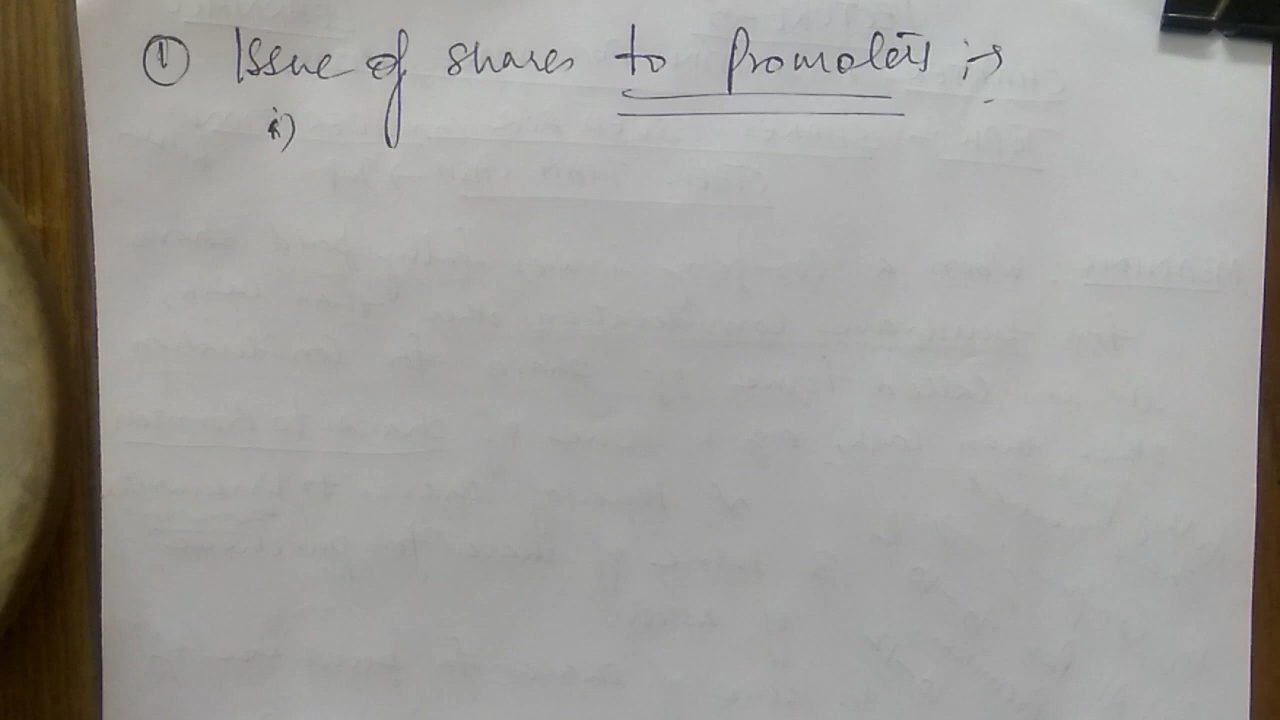 ① Issue of shares to Promoters :-
i)